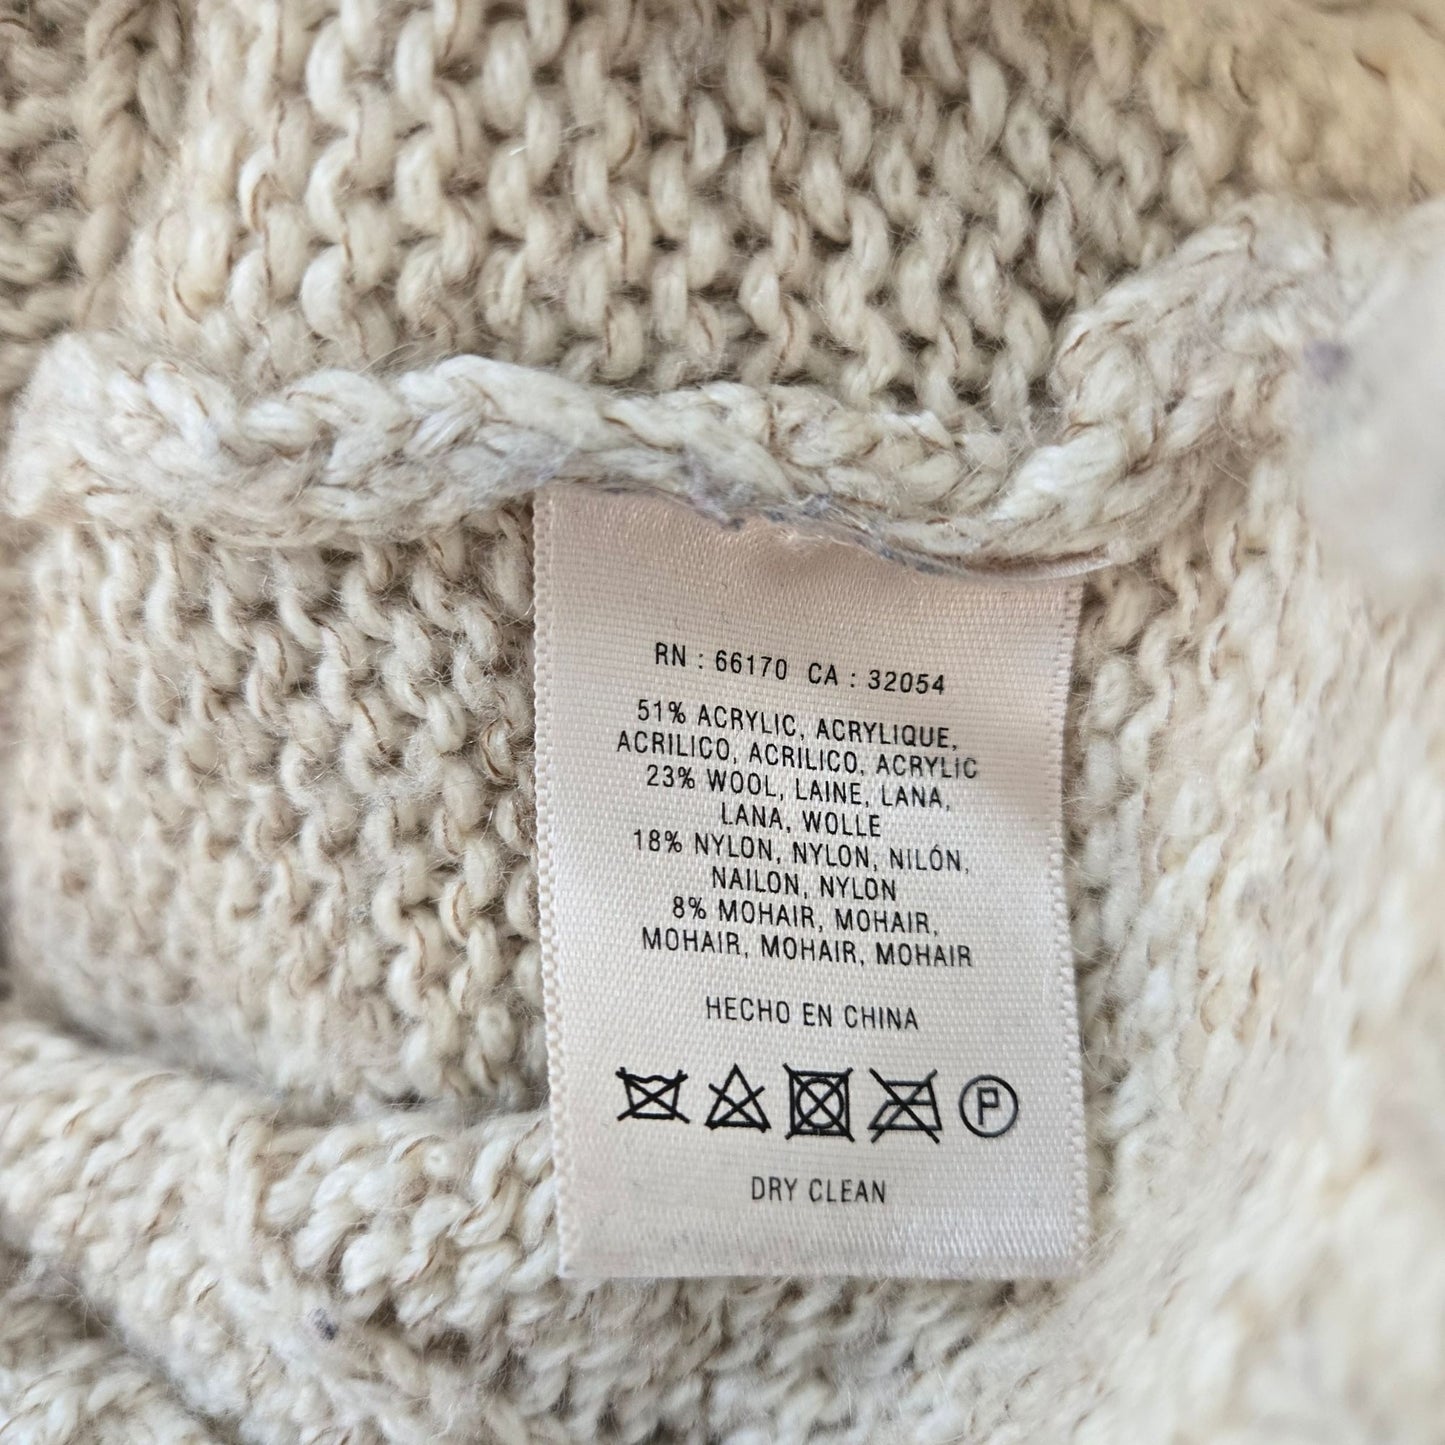 RN : 66170 CA : 32054
51% ACRYLIC, ACRYLIQUE,
ACRILICO, ACRILICO, ACRYLIC
23% WOOL, LAINE, LANA,
LANA, WOLLE
18% NYLON, NYLON, NILÓN,
NAILON, NYLON
8% MOHAIR, MOHAIR,
MOHAIR, MOHAIR, MOHAIR
HECHO EN CHINA
P
DRY CLEAN